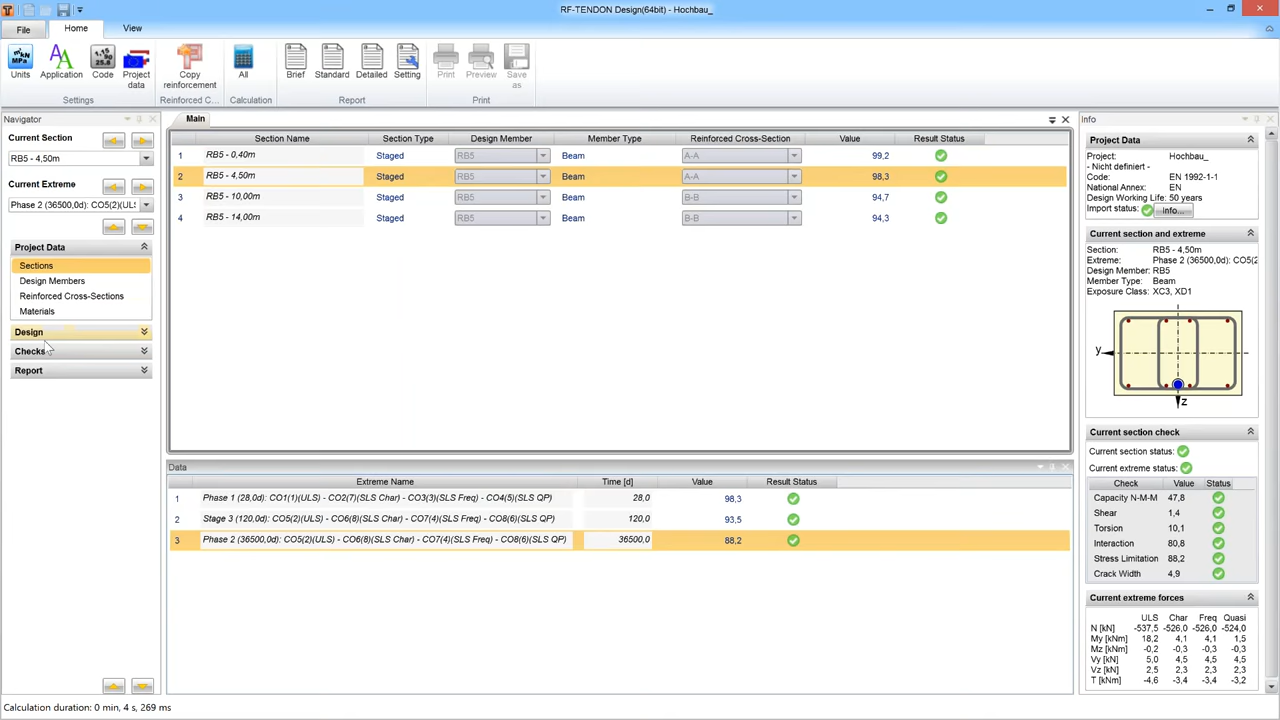 RF-TENDON Design(64bit) - Hochbau_
File
Home
View
Units
Application
Code
Project data
Settings
Copy reinforcement
Reinforced C...
All
Calculation
Brief
Standard
Detailed
Setting
Report
Print
Preview
Save as
Print
Navigator
Current Section
RB5 - 4,50m
Current Extreme
Phase 2 (36500,0d): CO5(2)(ULS
Project Data
Sections
Design Members
Reinforced Cross-Sections
Materials
Design
Checks
Report
Main
Section Name Section Type Design Member Member Type Reinforced Cross-Section Value Result Status
1 RB5 - 0,40m Staged RB5 Beam A-A 99,2
2 RB5 - 4,50m Staged RB5 Beam A-A 98,3
3 RB5 - 10,00m Staged RB5 Beam B-B 94,7
4 RB5 - 14,00m Staged RB5 Beam B-B 94,3
Data
Extreme Name Time [d] Value Result Status
1 Phase 1 (28,0d): CO1(1)(ULS) - CO2(7)(SLS Char) - CO3(3)(SLS Freq) - CO4(5)(SLS QP) 28,0 98,3
2 Stage 3 (120,0d): CO5(2)(ULS) - CO6(8)(SLS Char) - CO7(4)(SLS Freq) - CO8(6)(SLS QP) 120,0 93,5
3 Phase 2 (36500,0d): CO5(2)(ULS) - CO6(8)(SLS Char) - CO7(4)(SLS Freq) - CO8(6)(SLS QP) 36500,0 88,2
Info
Project Data
Project: Hochbau_
- Nicht definiert -
Code: EN 1992-1-1
National Annex: EN
Design Working Life: 50 years
Import status: info...
Current section and extreme
Section: RB5 - 4,50m
Extreme: Phase 2 (36500,0d): CO5(2
Design Member: RB5
Member Type: Beam
Exposure Class: XC3, XD1
y
z
Current section check
Current section status:
Current extreme status:
Check Value Status
Capacity N-M-M 47,8
Shear 1,4
Torsion 10,1
Interaction 80,8
Stress Limitation 88,2
Crack Width 4,9
Current extreme forces
ULS Char Freq Quasi
N [kN] -537,5 -526,0 -526,0 -524,0
My [kNm] 18,2 4,1 4,1 1,5
Mz [kNm] -0,2 -0,3 -0,3 -0,3
Vy [kN] 5,0 4,5 4,5 4,5
Vz [kN] 2,5 2,3 2,3 2,3
T [kNm] -4,6 -3,4 -3,4 -3,2
Calculation duration: 0 min, 4 s, 269 ms